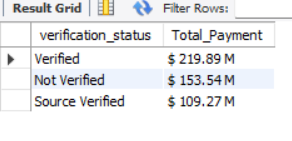 Result Grid Filter Rows:
verification_status Total_Payment
Verified $ 219.89 M
Not Verified $ 153.54 M
Source Verified $ 109.27 M